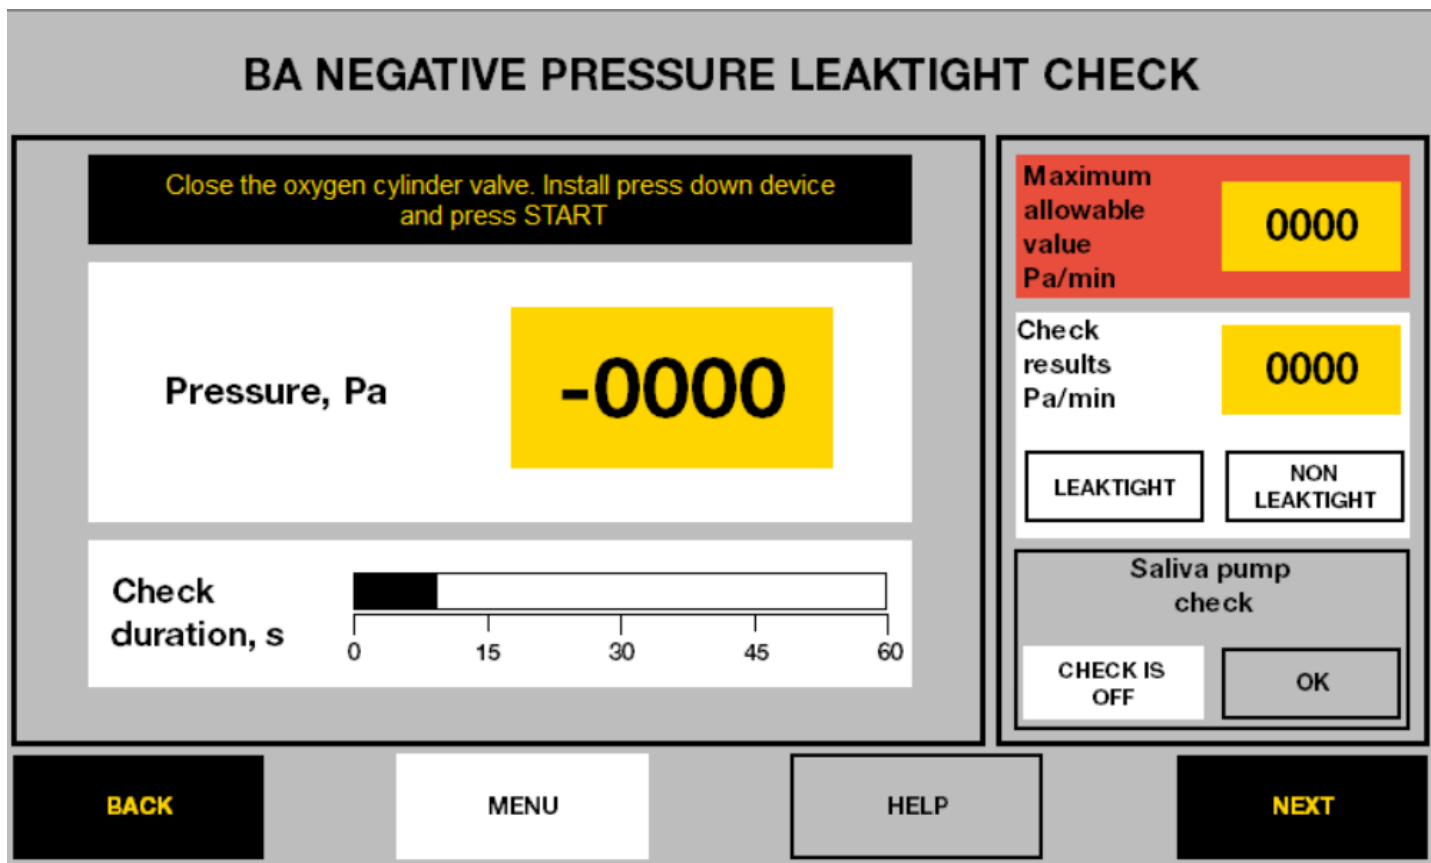 BA NEGATIVE PRESSURE LEAKTIGHT CHECK
Close the oxygen cylinder valve. Install press down device
and press START
Pressure, Pa
-0000
Check
duration, s
0 15 30 45 60
Maximum
allowable
value
Pa/min
0000
Check
results
Pa/min
0000
LEAKTIGHT
NON
LEAKTIGHT
Saliva pump
check
CHECK IS
OFF
OK
BACK
MENU
HELP
NEXT